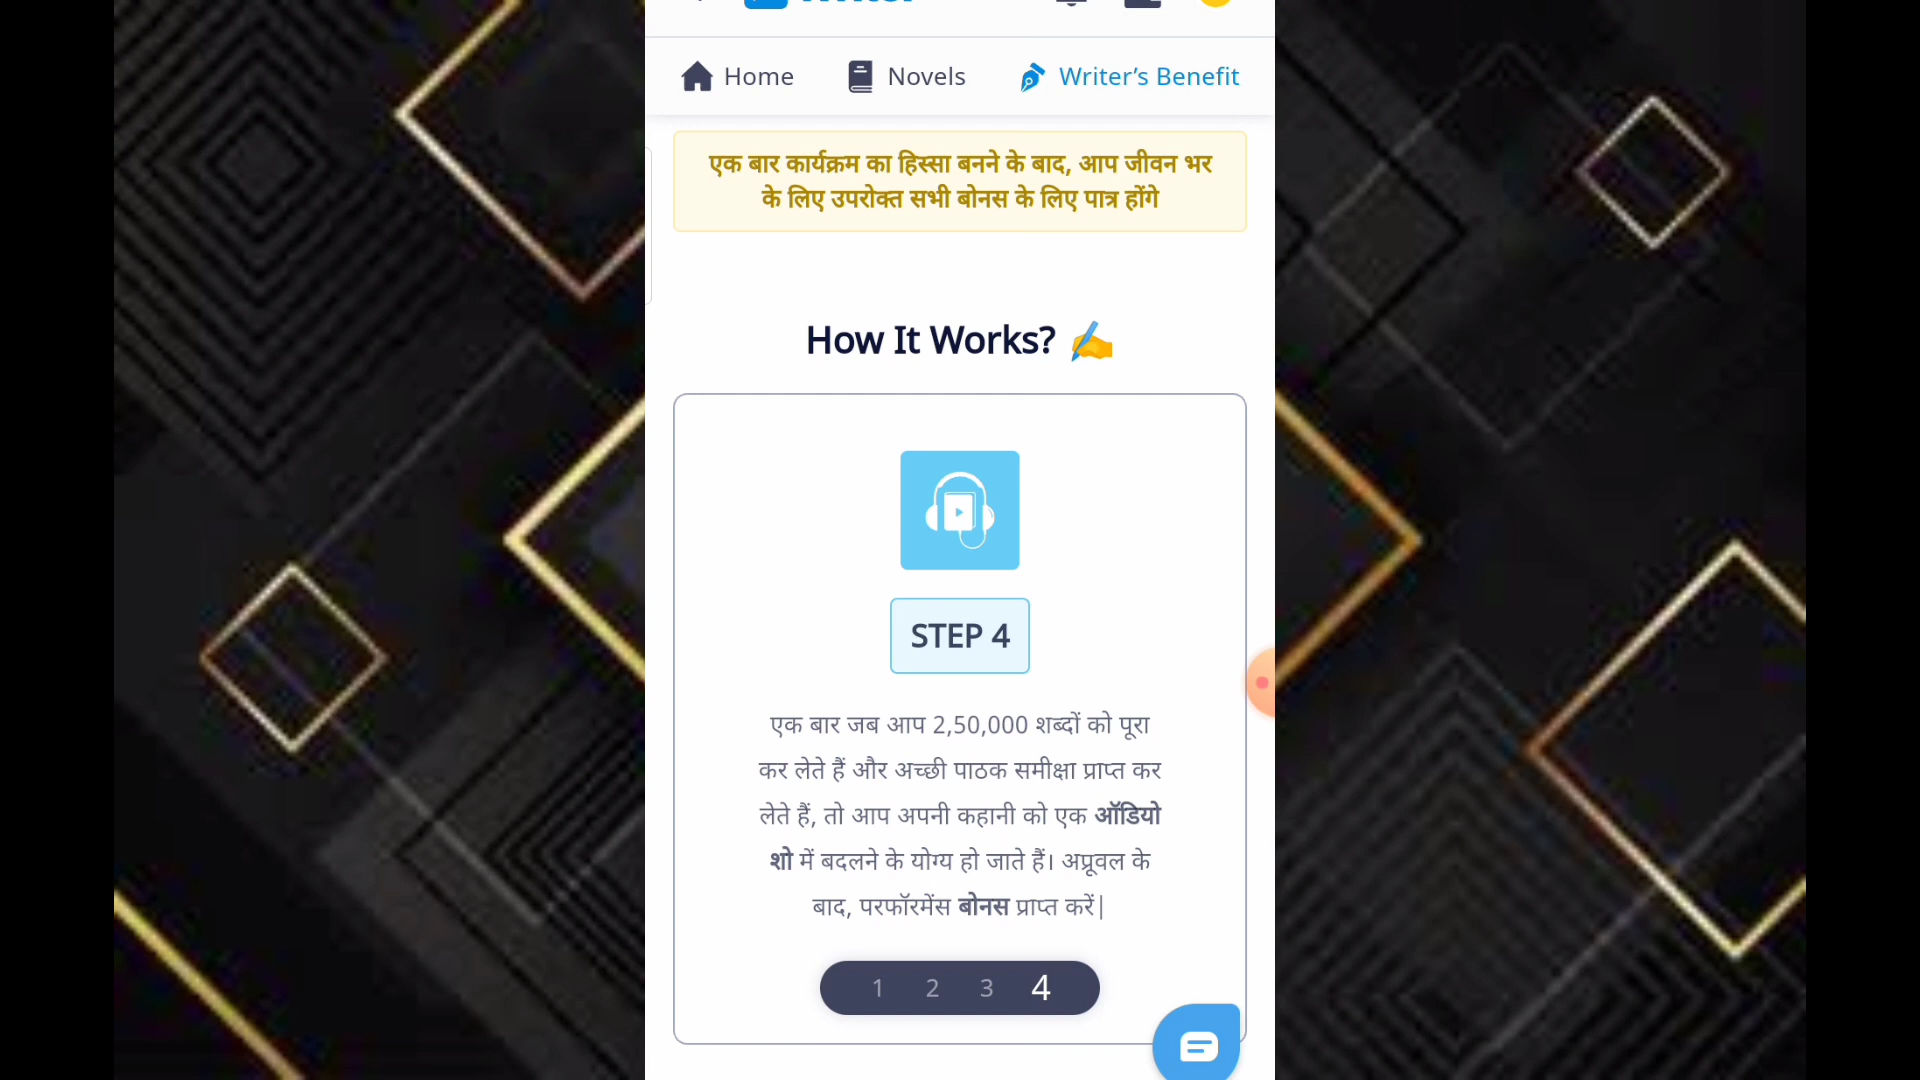 Writer
Home
Novels
Writer’s Benefit
एक बार कार्यक्रम का हिस्सा बनने के बाद, आप जीवन भर
के लिए उपरोक्त सभी बोनस के लिए पात्र होंगे
How It Works? ✍
STEP 4
एक बार जब आप 2,50,000 शब्दों को पूरा
कर लेते हैं और अच्छी पाठक समीक्षा प्राप्त कर
लेते हैं, तो आप अपनी कहानी को एक ऑडियो
शो में बदलने के योग्य हो जाते हैं। अप्रूवल के
बाद, परफॉरमेंस बोनस प्राप्त करें|
1 2 3 4